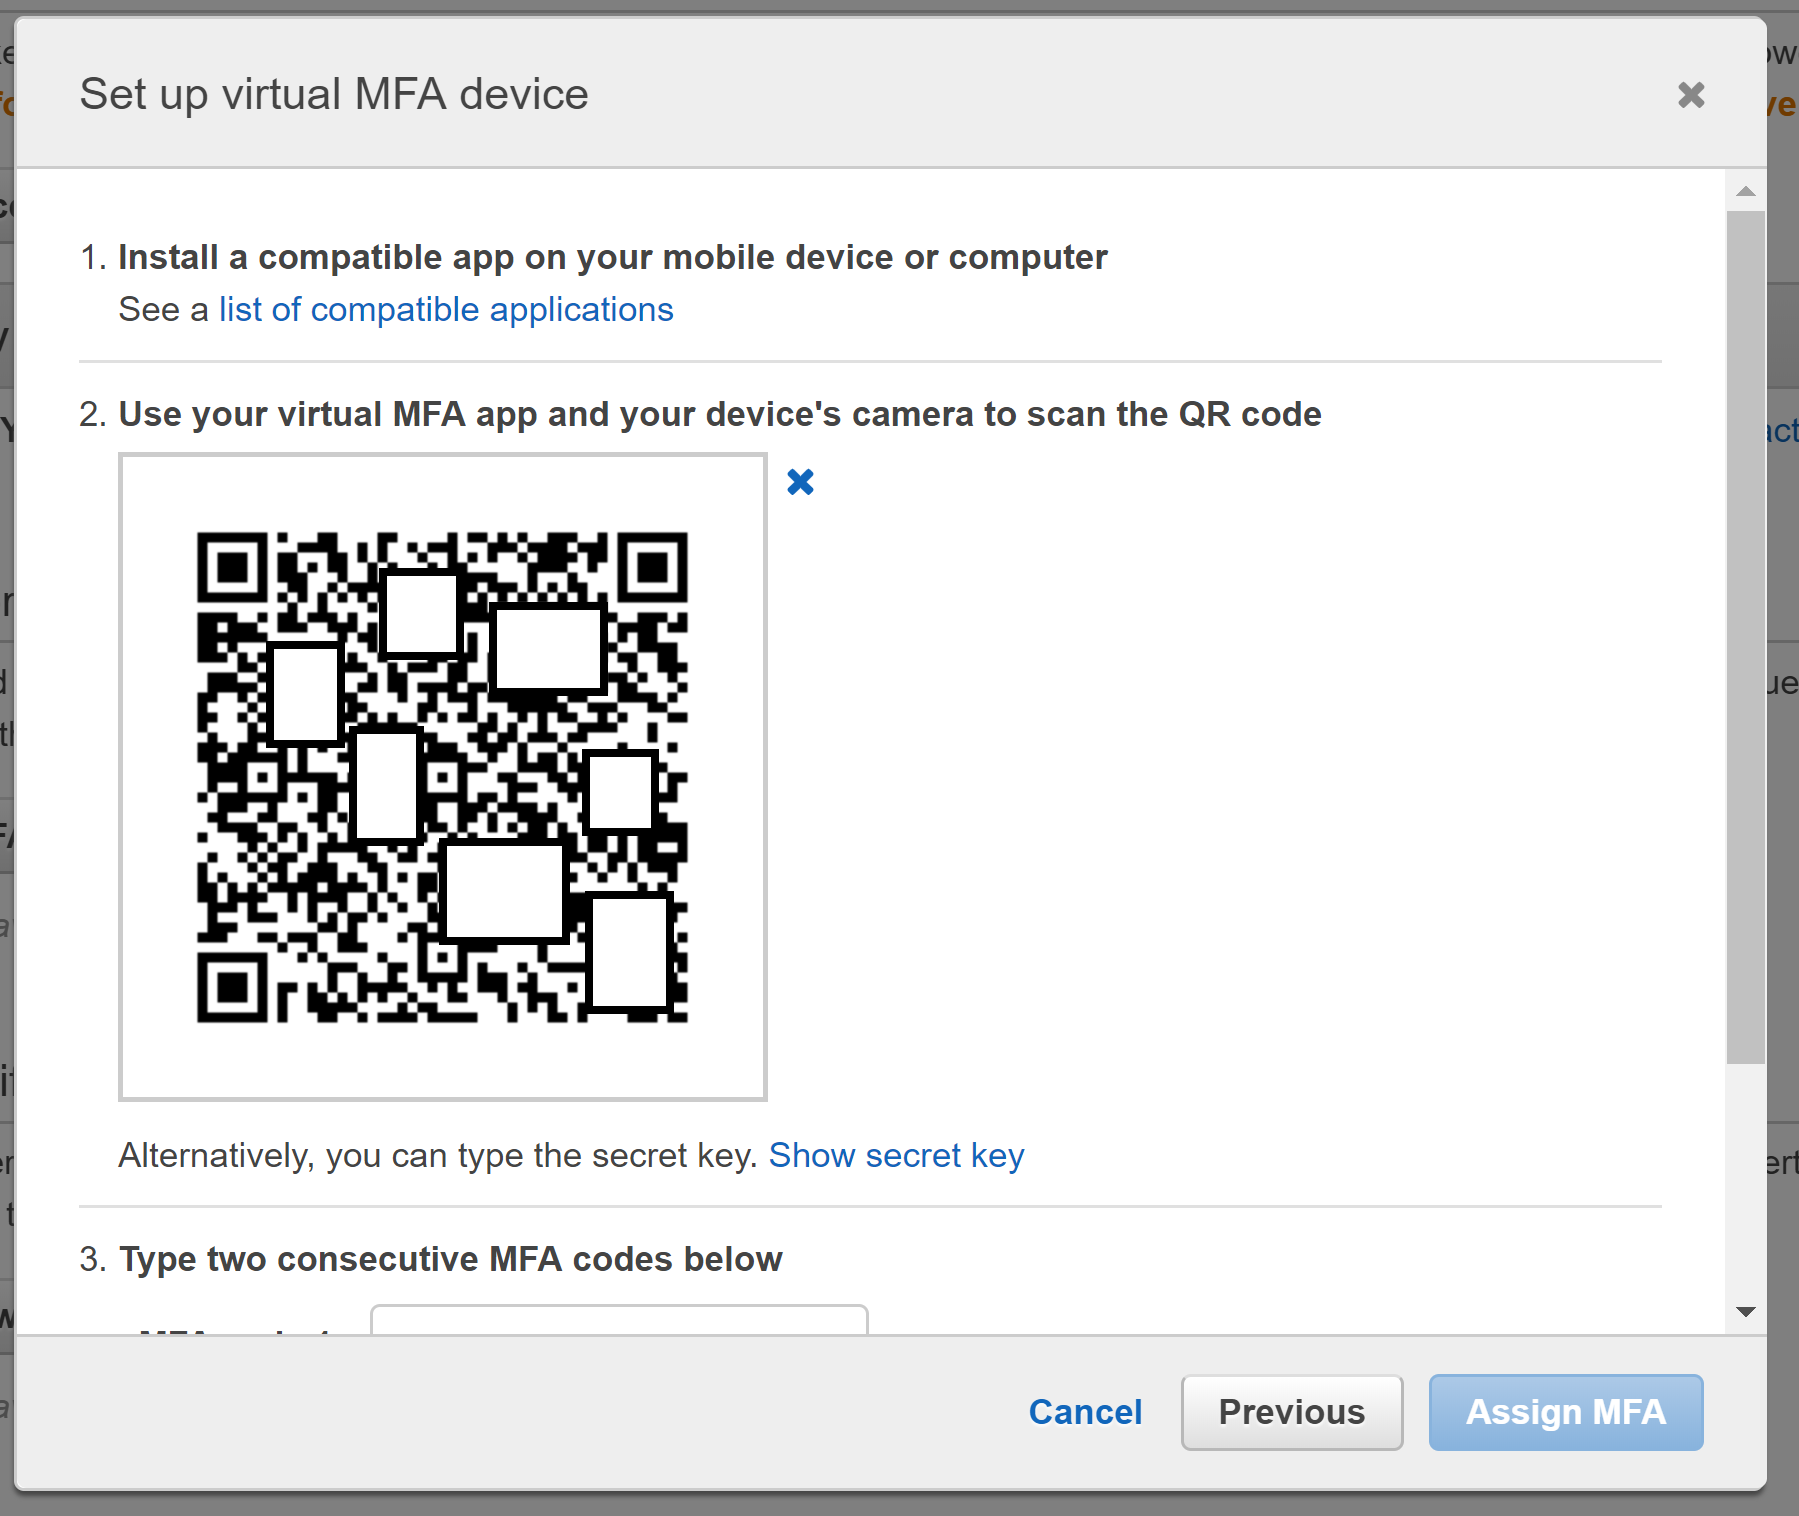 Set up virtual MFA device
1. Install a compatible app on your mobile device or computer
See a list of compatible applications
2. Use your virtual MFA app and your device's camera to scan the QR code
Alternatively, you can type the secret key. Show secret key
3. Type two consecutive MFA codes below
Cancel
Previous
Assign MFA